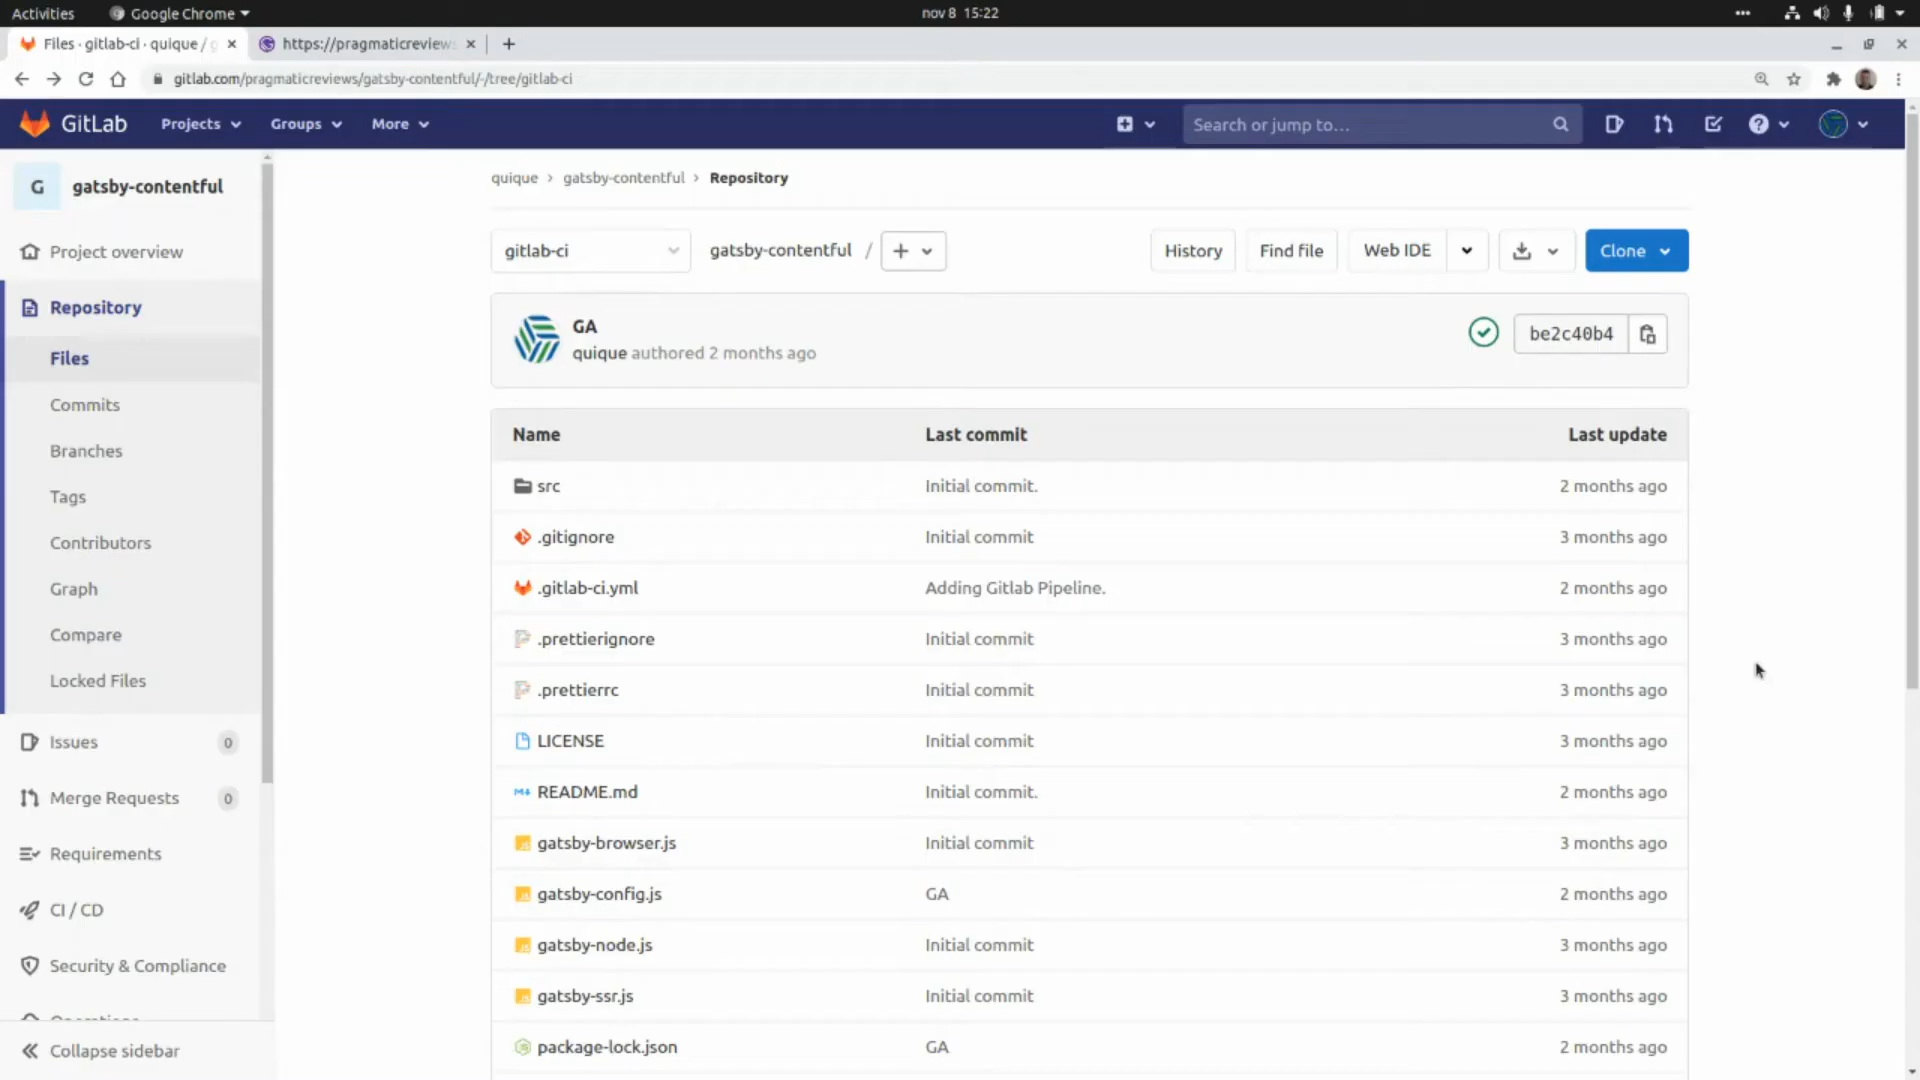 Activities
Google Chrome
nov 8 15:22
Files · gitlab-ci · quique / g
https://pragmaticreviews
gitlab.com/pragmaticreviews/gatsby-contentful/-/tree/gitlab-ci
GitLab
Projects
Groups
More
Search or jump to...
G
gatsby-contentful
Project overview
Repository
Files
Commits
Branches
Tags
Contributors
Graph
Compare
Locked Files
Issues 0
Merge Requests 0
Requirements
CI / CD
Security & Compliance
Operations
Collapse sidebar
quique > gatsby-contentful > Repository
gitlab-ci
gatsby-contentful / +
History
Find file
Web IDE
Clone
GA
quique authored 2 months ago
be2c40b4
Name Last commit Last update
src Initial commit. 2 months ago
.gitignore Initial commit 3 months ago
.gitlab-ci.yml Adding Gitlab Pipeline. 2 months ago
.prettierignore Initial commit 3 months ago
.prettierrc Initial commit 3 months ago
LICENSE Initial commit 3 months ago
README.md Initial commit. 2 months ago
gatsby-browser.js Initial commit 3 months ago
gatsby-config.js GA 2 months ago
gatsby-node.js Initial commit 3 months ago
gatsby-ssr.js Initial commit 3 months ago
package-lock.json GA 2 months ago